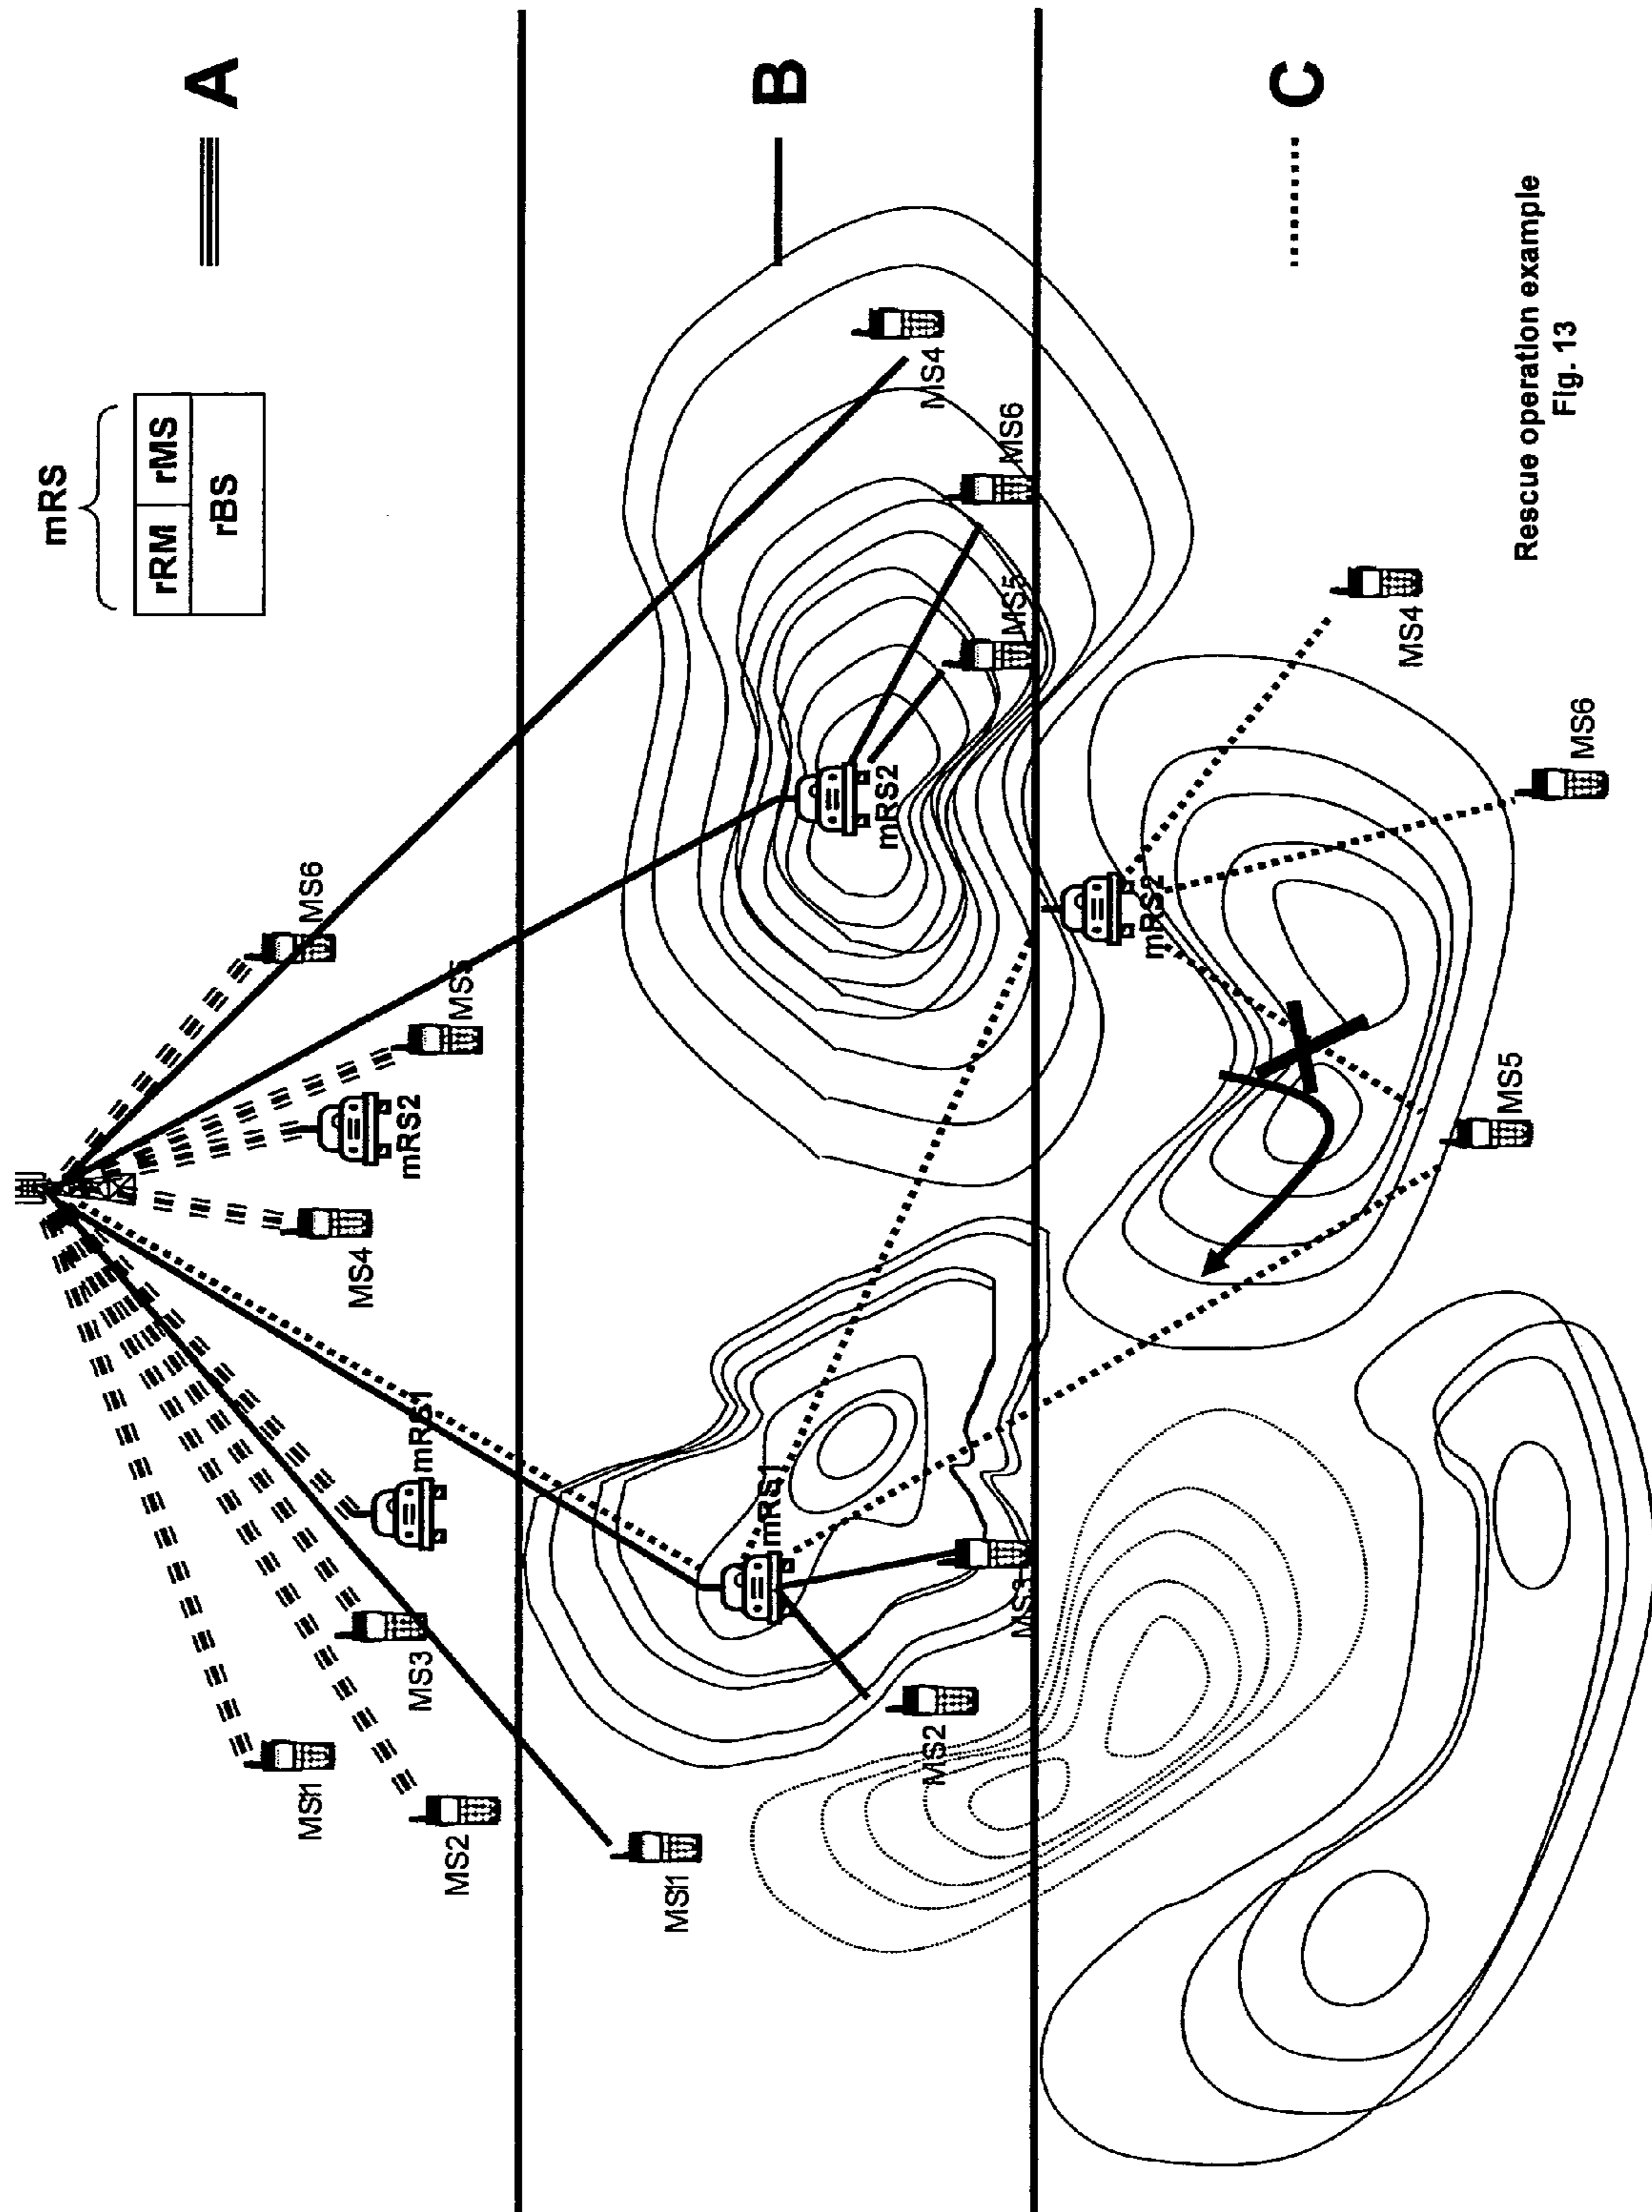 mRS
rRM rMS
rBS
A
MS1
MS2
MS3
mRS1
MS4
mRS2
MS5
MS6
B
MS1
MS2
mRS1
MS3
mRS2
MS5
MS6
MS4
C
mRS2
MS5
MS6
MS4
Rescue operation example
Fig. 13